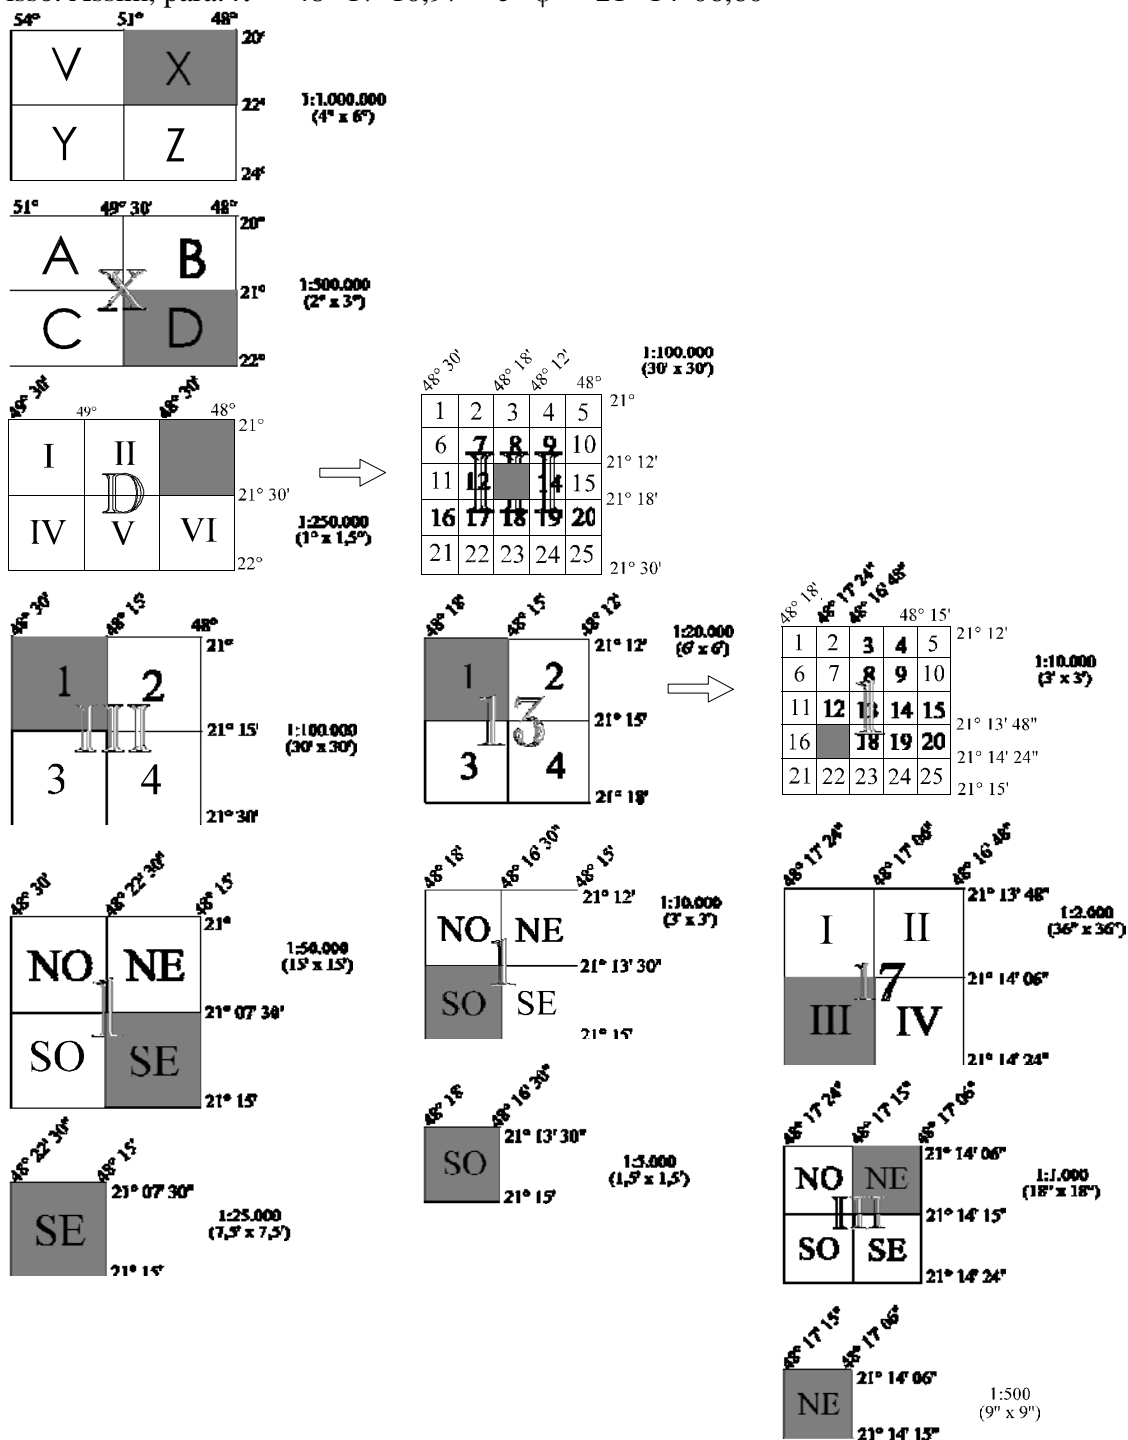 54° 51° 48°
20°
V X
1:1.000.000
(4° x 6°)
22°
Y Z
24°
51° 49° 30' 48°
20°
A B
X
1:500.000
(2° x 3°)
21°
C D
22°
1:100.000
(30' x 30')
48° 30' 48° 18' 48° 12' 48°
21°
1 2 3 4 5
6 7 8 9 10
21° 12'
11 12 14 15
21° 18'
16 17 18 19 20
21 22 23 24 25
21° 30'
III
49° 30' 49° 48° 30' 48°
21°
I II
D
21° 30'
IV V VI
1:250.000
(1° x 1,5°)
22°
48° 30' 48° 15' 48°
21°
1 2
III
21° 15'
1:100.000
(30' x 30')
3 4
21° 30'
48° 18' 48° 15' 48° 12'
21° 12'
1:20.000
(6' x 6')
1 2
13
21° 15'
3 4
21° 18'
48° 18' 48° 17' 24" 48° 16' 48" 48° 15'
21° 12'
1 2 3 4 5
1:10.000
(3' x 3')
6 7 8 9 10
1
11 12 13 14 15
21° 13' 48"
16 18 19 20
21° 14' 24"
21 22 23 24 25
21° 15'
48° 30' 48° 22' 30" 48° 15'
21°
NO NE
1:50.000
(15' x 15')
1
21° 07' 30"
SO SE
21° 15'
48° 18' 48° 16' 30" 48° 15'
21° 12'
1:10.000
(3' x 3')
NO NE
1
21° 13' 30"
SO SE
21° 15'
48° 17' 24" 48° 17' 06" 48° 16' 48"
21° 13' 48"
1:2.000
(36" x 36")
I II
17
21° 14' 06"
III IV
21° 14' 24"
48° 22' 30" 48° 15'
21° 07' 30"
SE
1:25.000
(7,5' x 7,5')
21° 15'
48° 18' 48° 16' 30"
21° 13' 30"
SO
1:5.000
(1,5' x 1,5')
21° 15'
48° 17' 24" 48° 17' 15" 48° 17' 06"
21° 14' 06"
NO NE
1:1.000
(18" x 18")
III
21° 14' 15"
SO SE
21° 14' 24"
48° 17' 15" 48° 17' 06"
21° 14' 06"
NE
1:500
(9" x 9")
21° 14' 15"